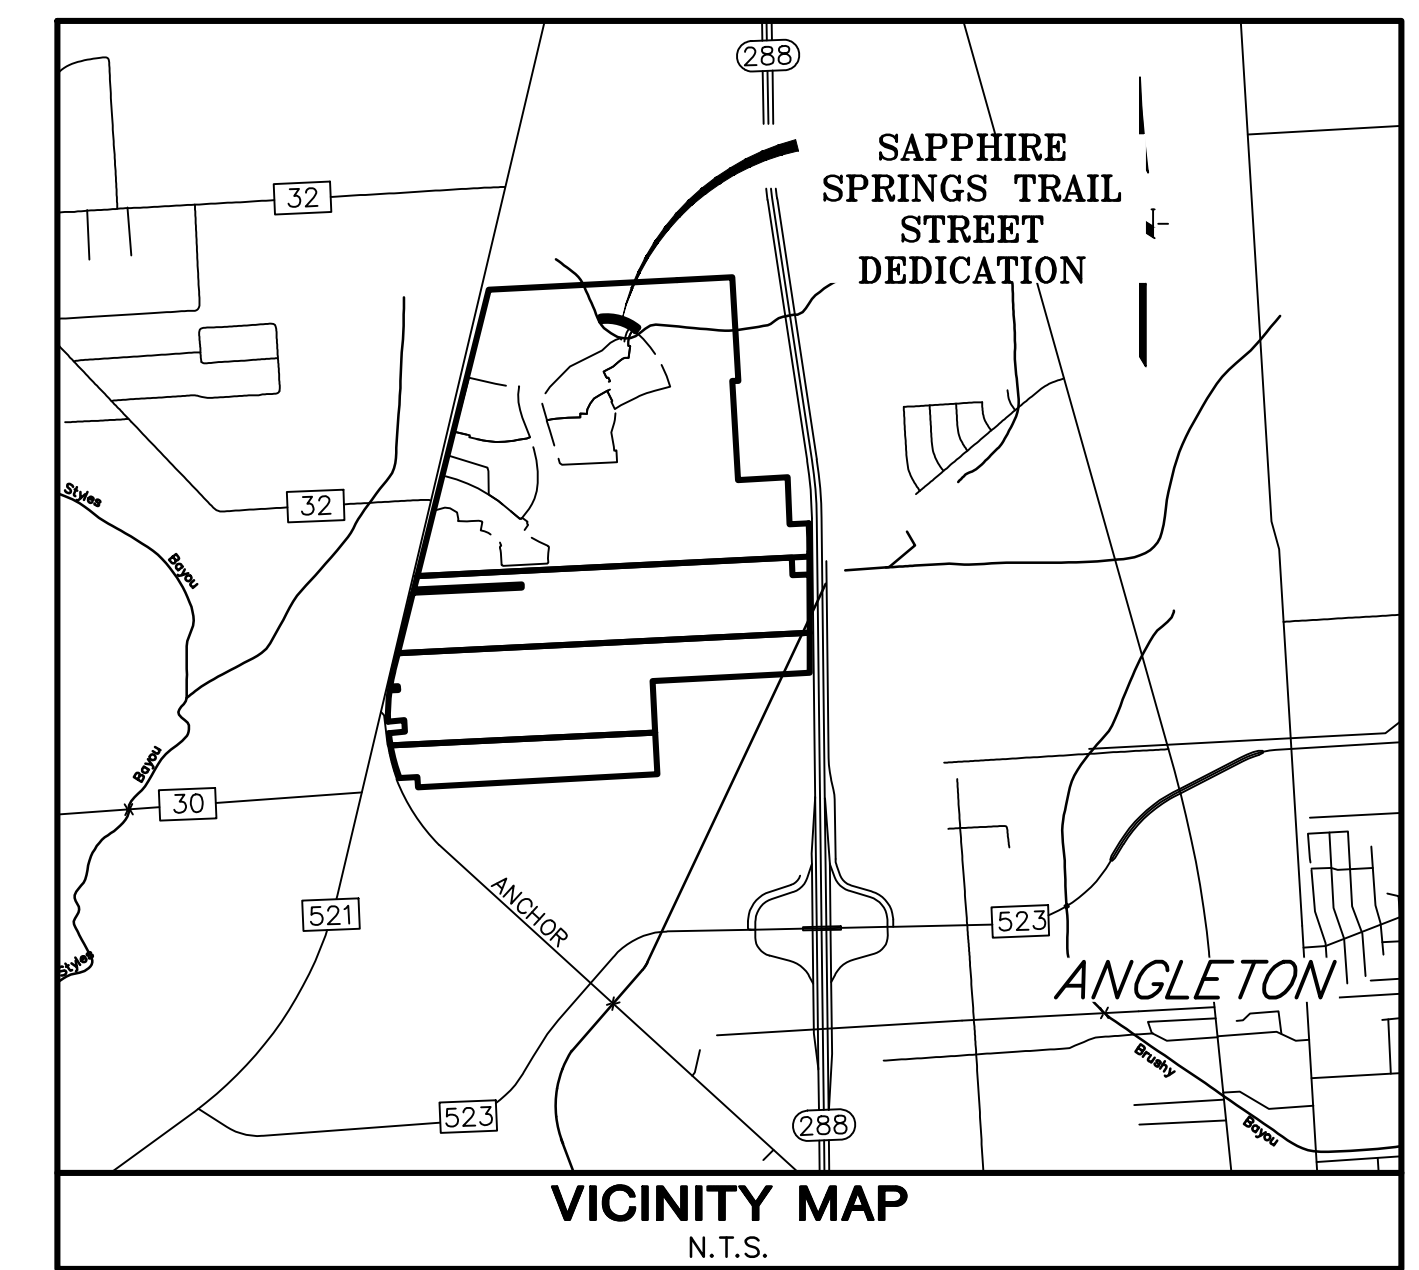 288
SAPPHIRE
SPRINGS TRAIL
STREET
DEDICATION
32
32
Styles
Bayou
Bayou
30
521
ANCHOR
523
Styles
ANGLETON
Brushy
Bayou
523
288
VICINITY MAP
N.T.S.